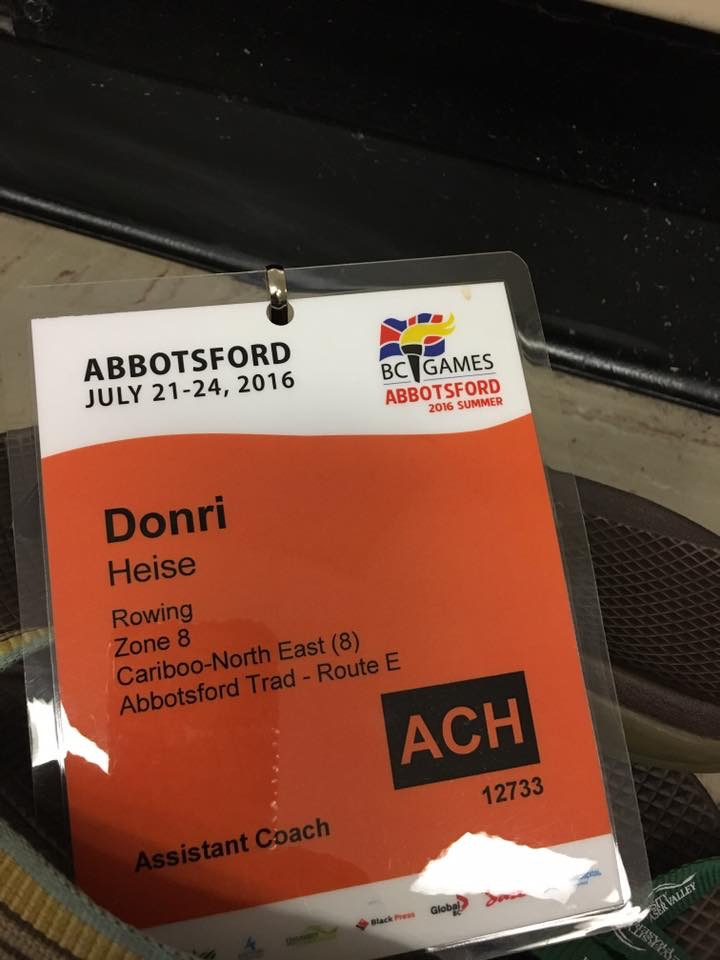 ABBOTSFORD
JULY 21-24, 2016
BC GAMES
ABBOTSFORD
2016 SUMMER
Donri
Heise
Rowing
Zone 8
Cariboo-North East (8)
Abbotsford Trad - Route E
ACH
12733
Assistant Coach
Black Press
Global
BC